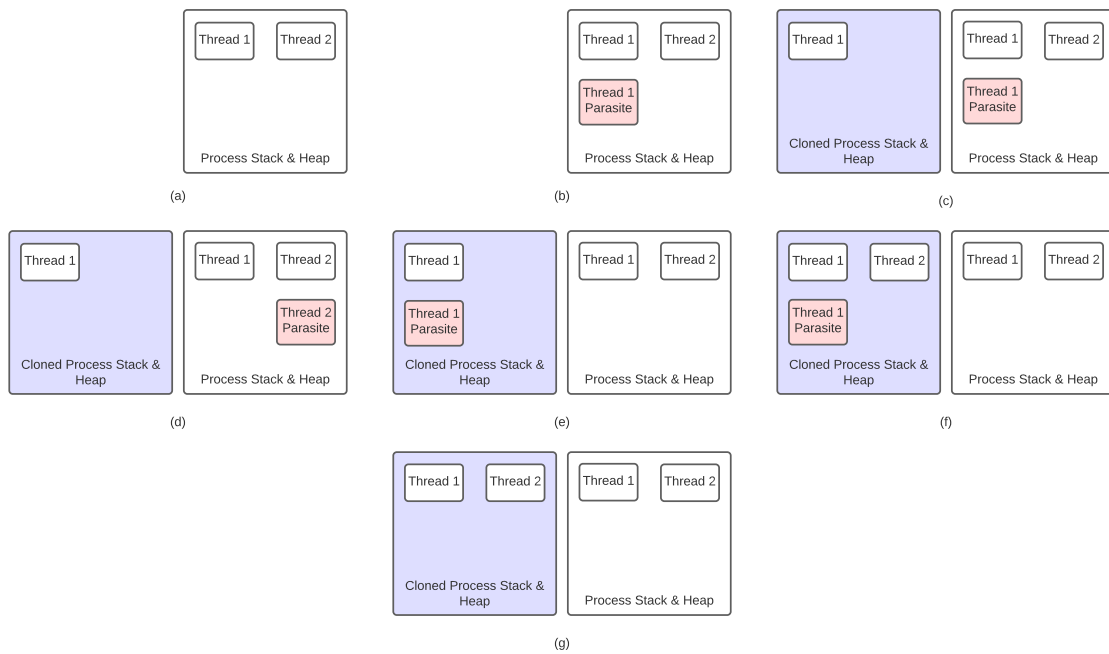 Thread 1
Thread 2
Process Stack & Heap
(a)
Thread 1
Thread 2
Thread 1
Parasite
Process Stack & Heap
(b)
Thread 1
Cloned Process Stack &
Heap
Thread 1
Thread 2
Thread 1
Parasite
Process Stack & Heap
(c)
Thread 1
Cloned Process Stack &
Heap
Thread 1
Thread 2
Thread 2
Parasite
Process Stack & Heap
(d)
Thread 1
Thread 1
Parasite
Cloned Process Stack &
Heap
Thread 1
Thread 2
Process Stack & Heap
(e)
Thread 1
Thread 2
Thread 1
Parasite
Cloned Process Stack &
Heap
Thread 1
Thread 2
Process Stack & Heap
(f)
Thread 1
Thread 2
Cloned Process Stack &
Heap
Thread 1
Thread 2
Process Stack & Heap
(g)